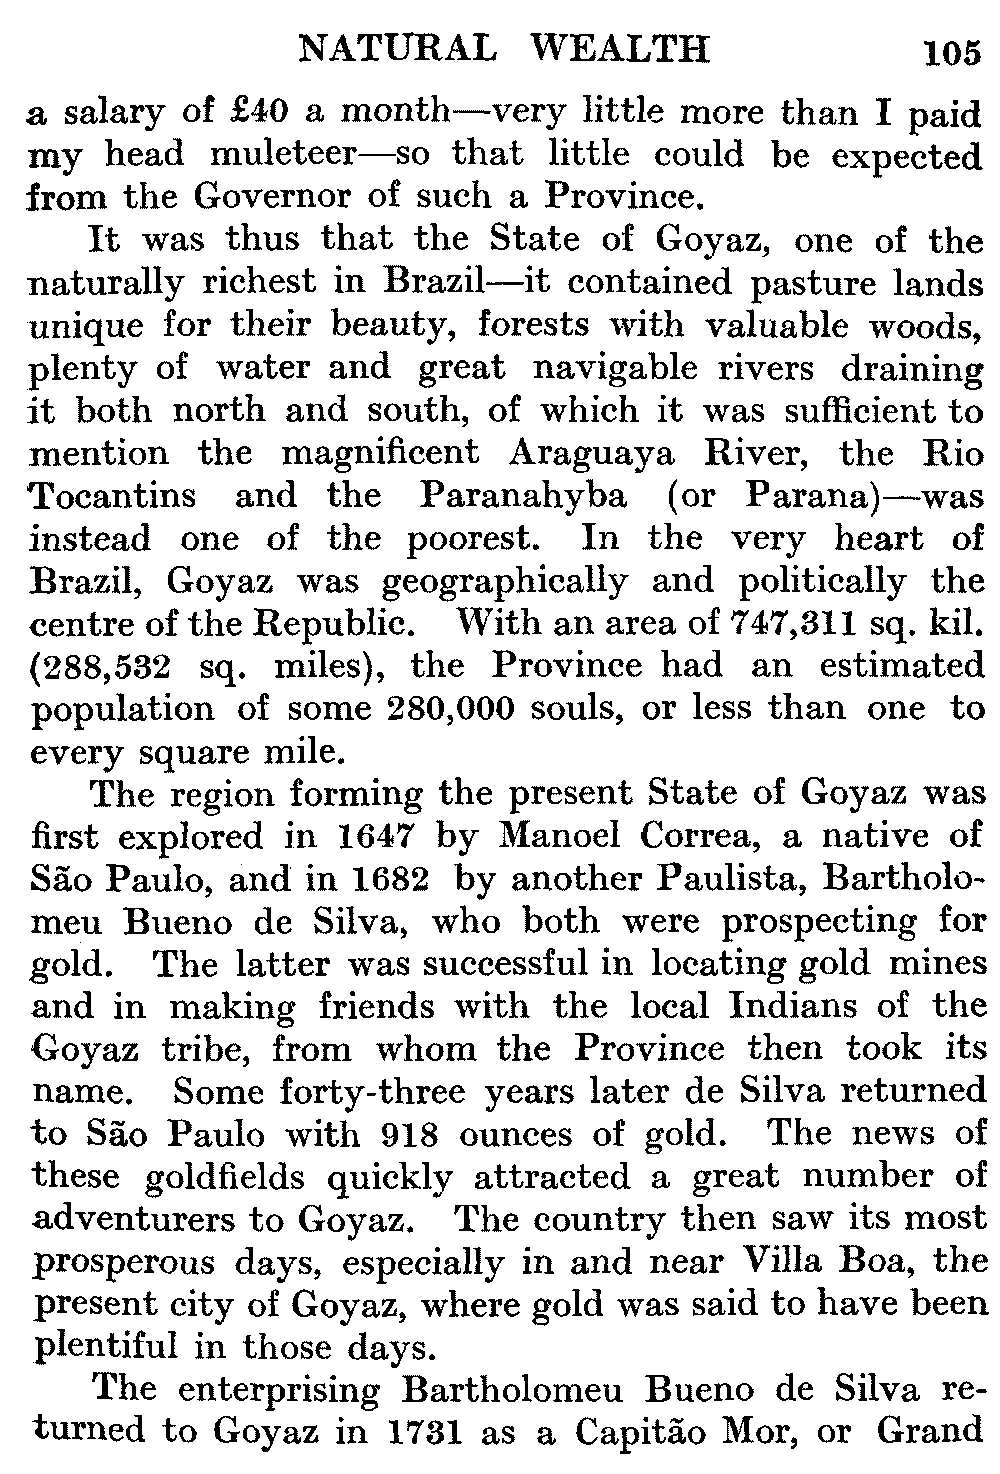 NATURAL WEALTH 105
a salary of £40 a month—very little more than I paid
my head muleteer—so that little could be expected
from the Governor of such a Province.
It was thus that the State of Goyaz, one of the
naturally richest in Brazil—it contained pasture lands
unique for their beauty, forests with valuable woods,
plenty of water and great navigable rivers draining
it both north and south, of which it was sufficient to
mention the magnificent Araguaya River, the Rio
Tocantins and the Paranahyba (or Parana)—was
instead one of the poorest. In the very heart of
Brazil, Goyaz was geographically and politically the
centre of the Republic. With an area of 747,311 sq. kil.
(288,532 sq. miles), the Province had an estimated
population of some 280,000 souls, or less than one to
every square mile.
The region forming the present State of Goyaz was
first explored in 1647 by Manoel Correa, a native of
São Paulo, and in 1682 by another Paulista, Bartholo-
meu Bueno de Silva, who both were prospecting for
gold. The latter was successful in locating gold mines
and in making friends with the local Indians of the
Goyaz tribe, from whom the Province then took its
name. Some forty-three years later de Silva returned
to São Paulo with 918 ounces of gold. The news of
these goldfields quickly attracted a great number of
adventurers to Goyaz. The country then saw its most
prosperous days, especially in and near Villa Boa, the
present city of Goyaz, where gold was said to have been
plentiful in those days.
The enterprising Bartholomeu Bueno de Silva re-
turned to Goyaz in 1731 as a Capitão Mor, or Grand